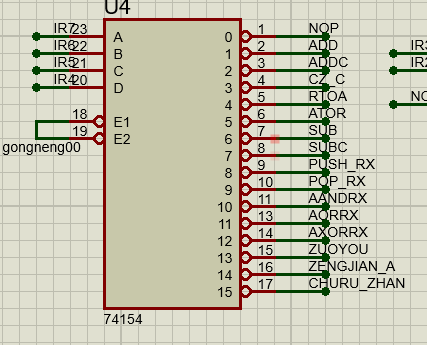 U4
IR7 23 A 0 1 NOP
IR6 22 B 1 2 ADD IR3
IR5 21 C 2 3 ADDC IR2
IR4 20 D 3 4 CZ_C
4 5 RTOA
18 E1 5 6 ATOR
19 E2 6 7 SUB
gongneng00 7 8 SUBC
8 9 PUSH_RX
9 10 POP_RX
10 11 AANDRX
11 13 AORRX
12 14 AXORRX
13 15 ZUOYOU
14 16 ZENGJIAN_A
15 17 CHURU_ZHAN
74154